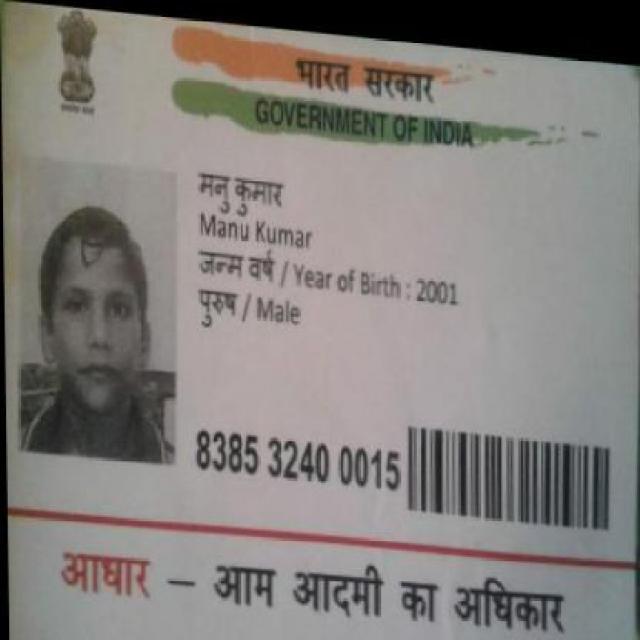 भारत सरकार
GOVERNMENT OF INDIA
मनु कुमार
Manu Kumar
जन्म वर्ष / Year of Birth : 2001
पुरुष / Male
8385 3240 0015
आधार – आम आदमी का अधिकार